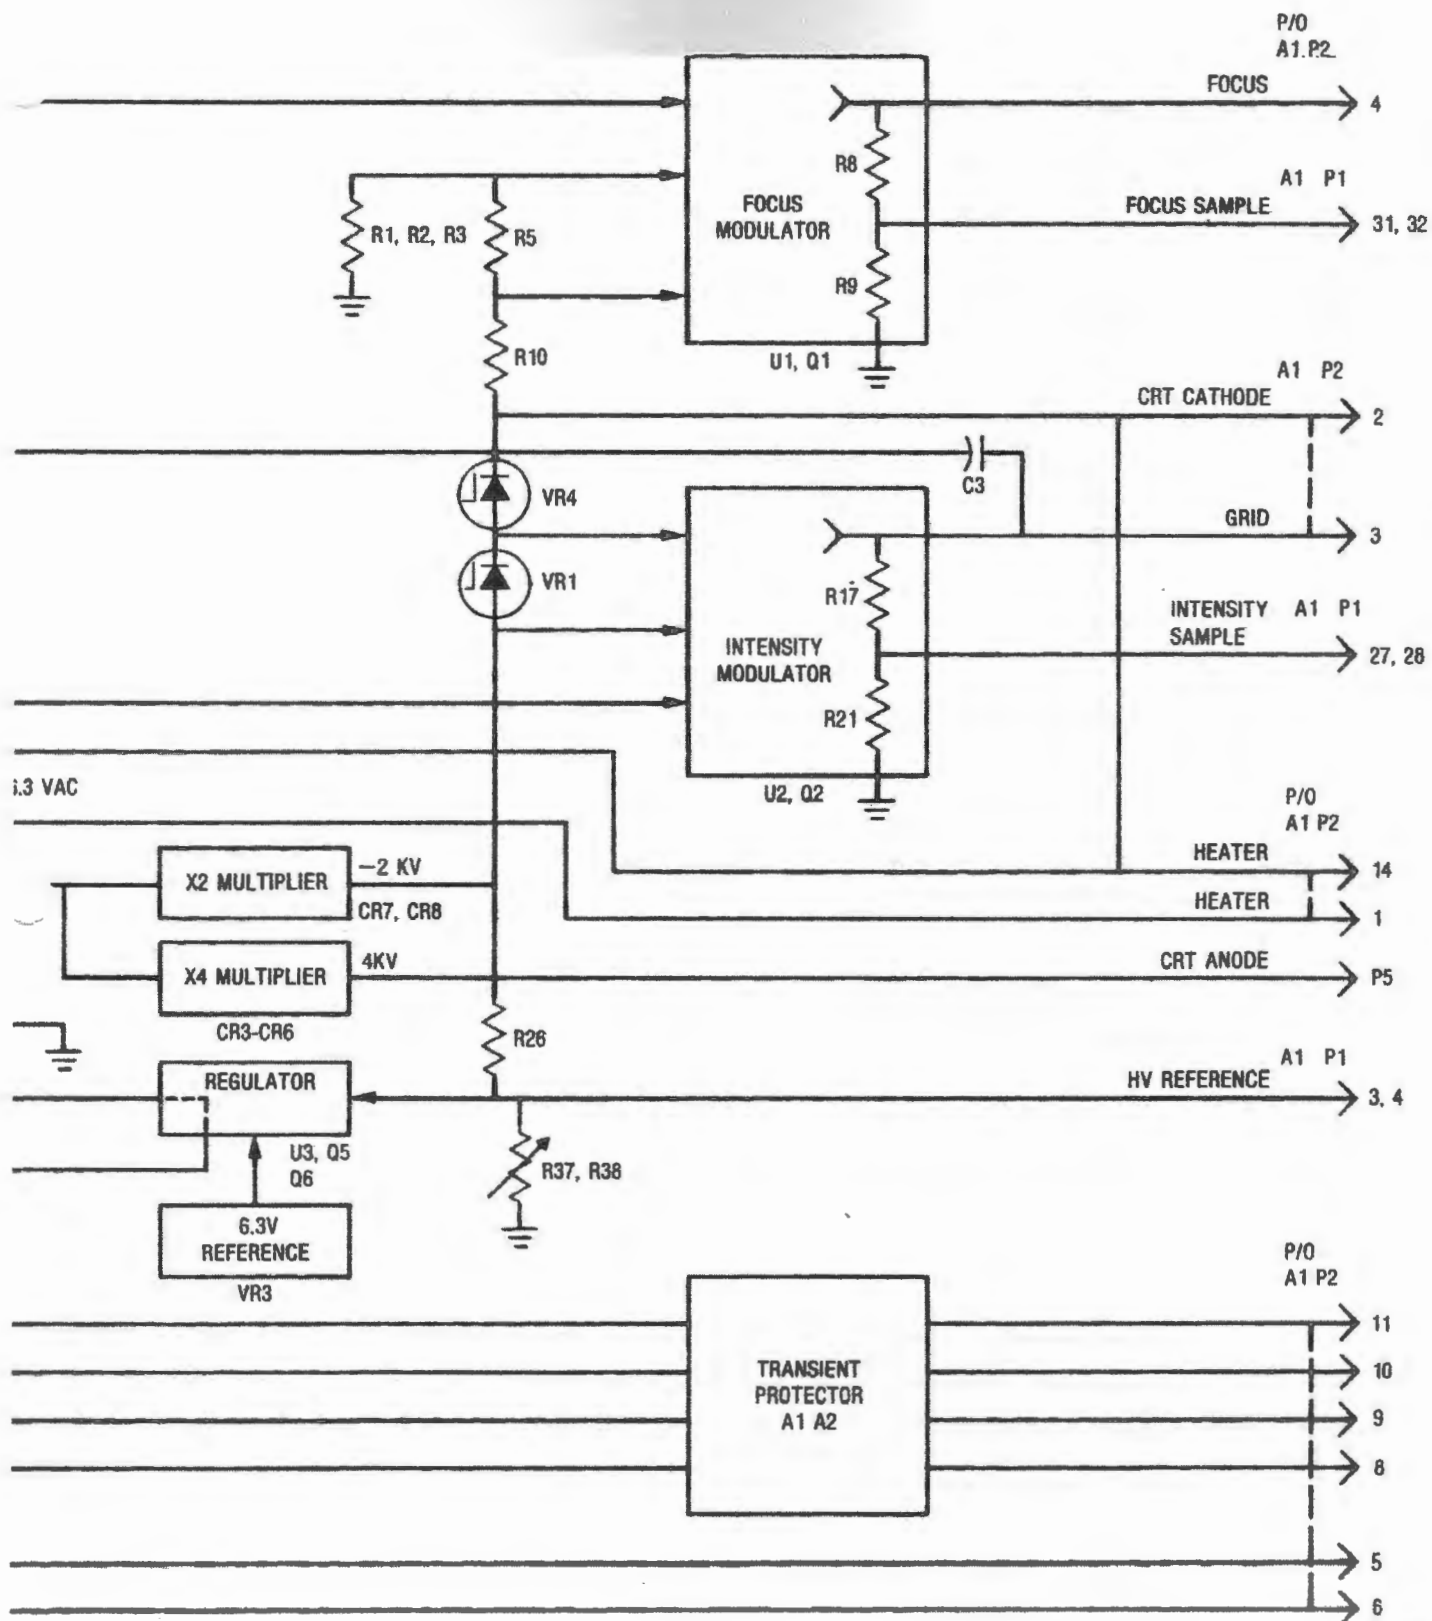 P/O
A1 P2
FOCUS
4
R8
A1 P1
FOCUS
MODULATOR
FOCUS SAMPLE
31, 32
R1, R2, R3
R5
R9
R10
U1, Q1
A1 P2
CRT CATHODE
2
C3
VR4
GRID
3
VR1
R17
INTENSITY A1 P1
SAMPLE
27, 28
INTENSITY
MODULATOR
R21
.3 VAC
U2, Q2
P/O
A1 P2
HEATER
14
X2 MULTIPLIER
—2 KV
CR7, CR8
HEATER
1
X4 MULTIPLIER
4KV
CRT ANODE
P5
CR3-CR6
R26
A1 P1
REGULATOR
HV REFERENCE
3, 4
U3, Q5
Q6
R37, R38
6.3V
REFERENCE
VR3
P/O
A1 P2
11
TRANSIENT
PROTECTOR
A1 A2
10
9
8
5
6